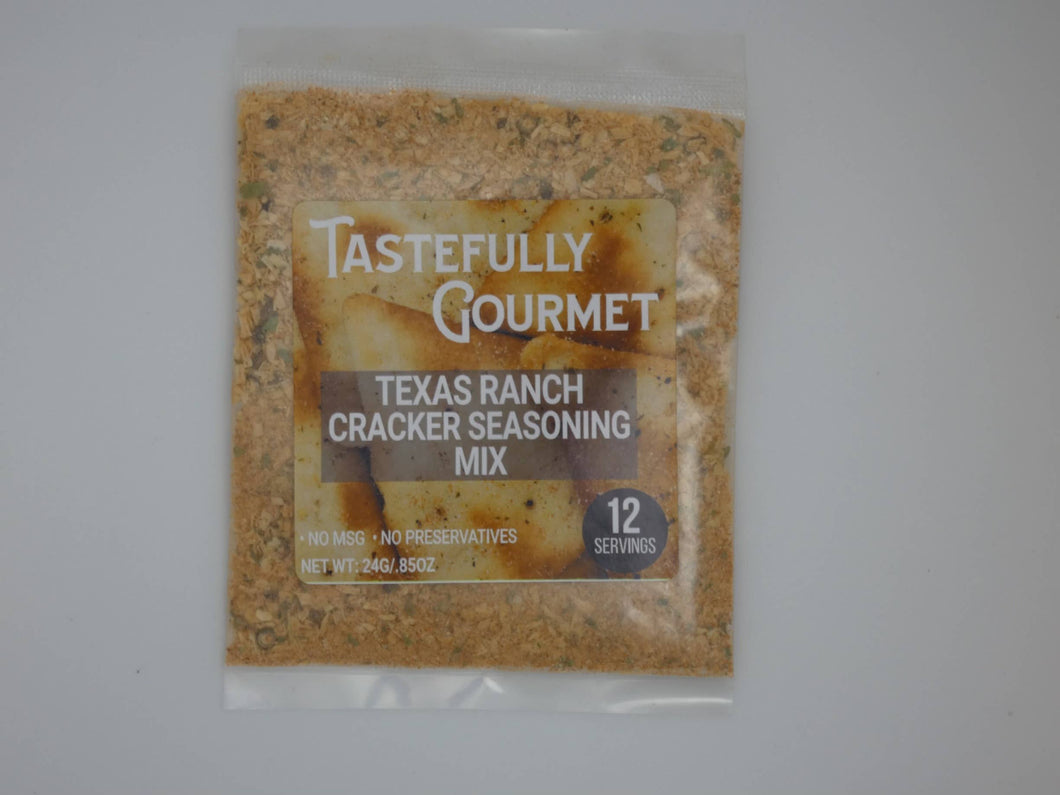 TASTEFULLY
GOURMET
TEXAS RANCH
CRACKER SEASONING
MIX
• NO MSG • NO PRESERVATIVES
NET WT: 24G/.85OZ
12
SERVINGS